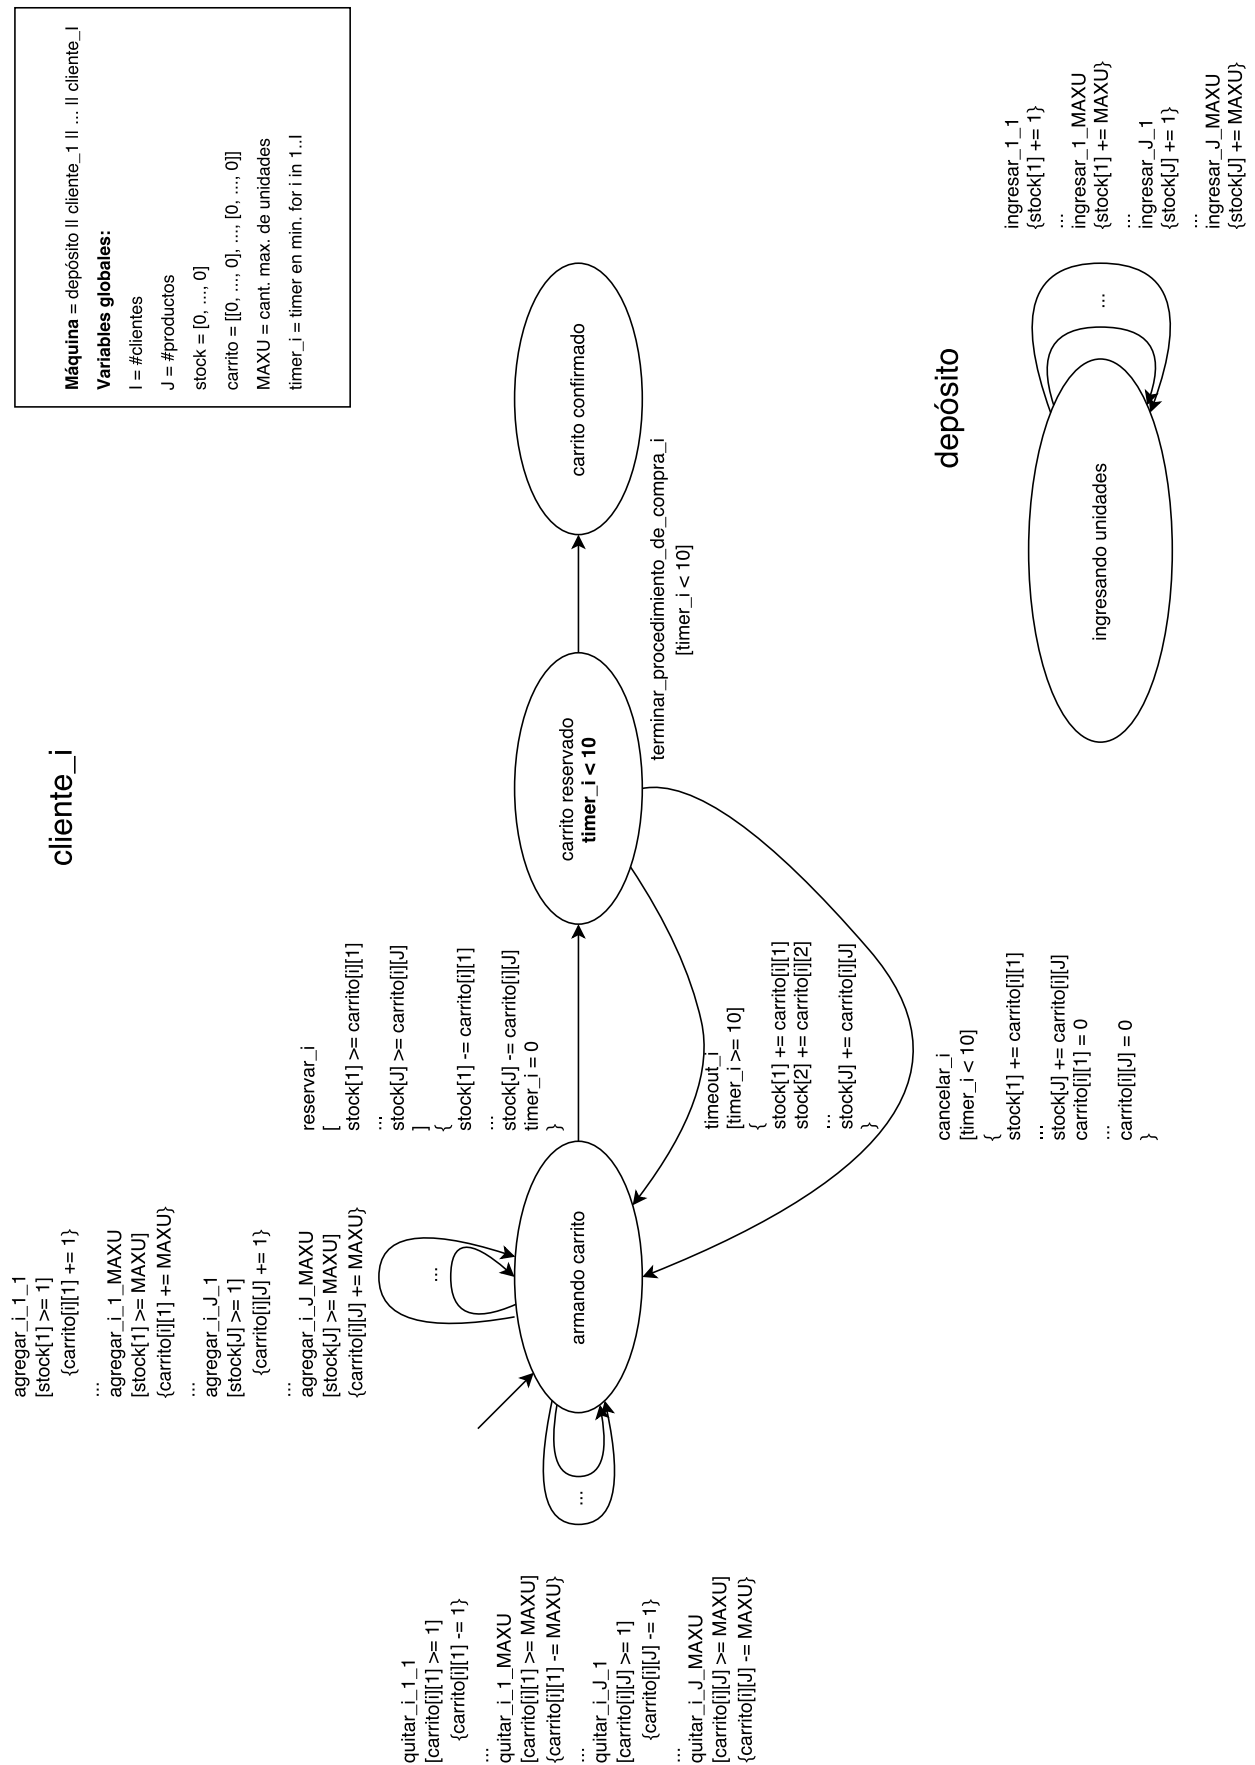 Máquina = depósito || cliente_1 || ... || cliente_I
Variables globales:
I = #clientes
J = #productos
stock = [0, ..., 0]
carrito = [[0, ..., 0], ..., [0, ..., 0]]
MAXU = cant. max. de unidades
timer_i = timer en min. for i in 1..I
cliente_i
agregar_i_1_1
[stock[1] >= 1]
{carrito[i][1] += 1}
...
agregar_i_1_MAXU
[stock[1] >= MAXU]
{carrito[i][1] += MAXU}
...
agregar_i_J_1
[stock[J] >= 1]
{carrito[i][J] += 1}
...
agregar_i_J_MAXU
[stock[J] >= MAXU]
{carrito[i][J] += MAXU}
...
quitar_i_1_1
[carrito[i][1] >= 1]
{carrito[i][1] -= 1}
...
quitar_i_1_MAXU
[carrito[i][1] >= MAXU]
{carrito[i][1] -= MAXU}
...
quitar_i_J_1
[carrito[i][J] >= 1]
{carrito[i][J] -= 1}
...
quitar_i_J_MAXU
[carrito[i][J] >= MAXU]
{carrito[i][J] -= MAXU}
...
armando carrito
reservar_i
[
stock[1] >= carrito[i][1]
...
stock[J] >= carrito[i][J]
]
{
stock[1] -= carrito[i][1]
...
stock[J] -= carrito[i][J]
timer_i = 0
}
carrito reservado
timer_i < 10
terminar_procedimiento_de_compra_i
[timer_i < 10]
carrito confirmado
timeout_i
[timer_i >= 10]
{
stock[1] += carrito[i][1]
stock[2] += carrito[i][2]
...
stock[J] += carrito[i][J]
}
cancelar_i
[timer_i < 10]
{
stock[1] += carrito[i][1]
...
stock[J] += carrito[i][J]
carrito[i][1] = 0
...
carrito[i][J] = 0
}
depósito
ingresando unidades
...
ingresar_1_1
{stock[1] += 1}
...
ingresar_1_MAXU
{stock[1] += MAXU}
...
ingresar_J_1
{stock[J] += 1}
...
ingresar_J_MAXU
{stock[J] += MAXU}